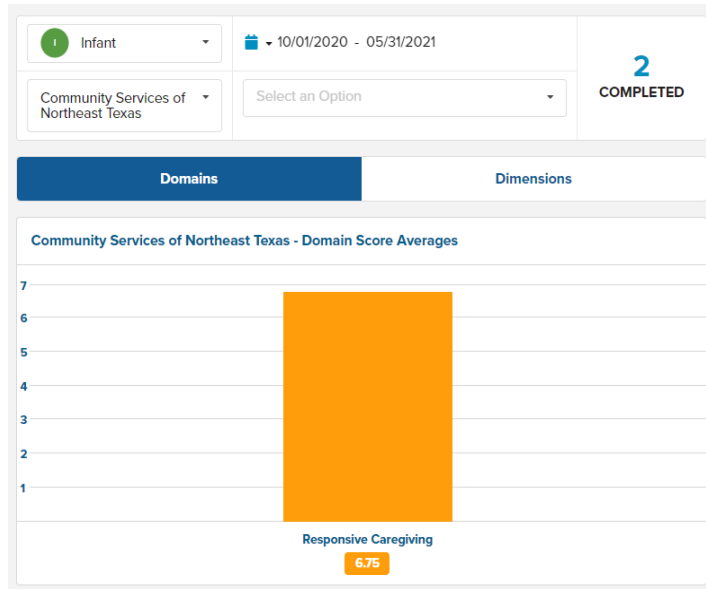 I
Infant
10/01/2020 - 05/31/2021
2
COMPLETED
Community Services of
Northeast Texas
Select an Option
Domains
Dimensions
Community Services of Northeast Texas - Domain Score Averages
7
6
5
4
3
2
1
Responsive Caregiving
6.75